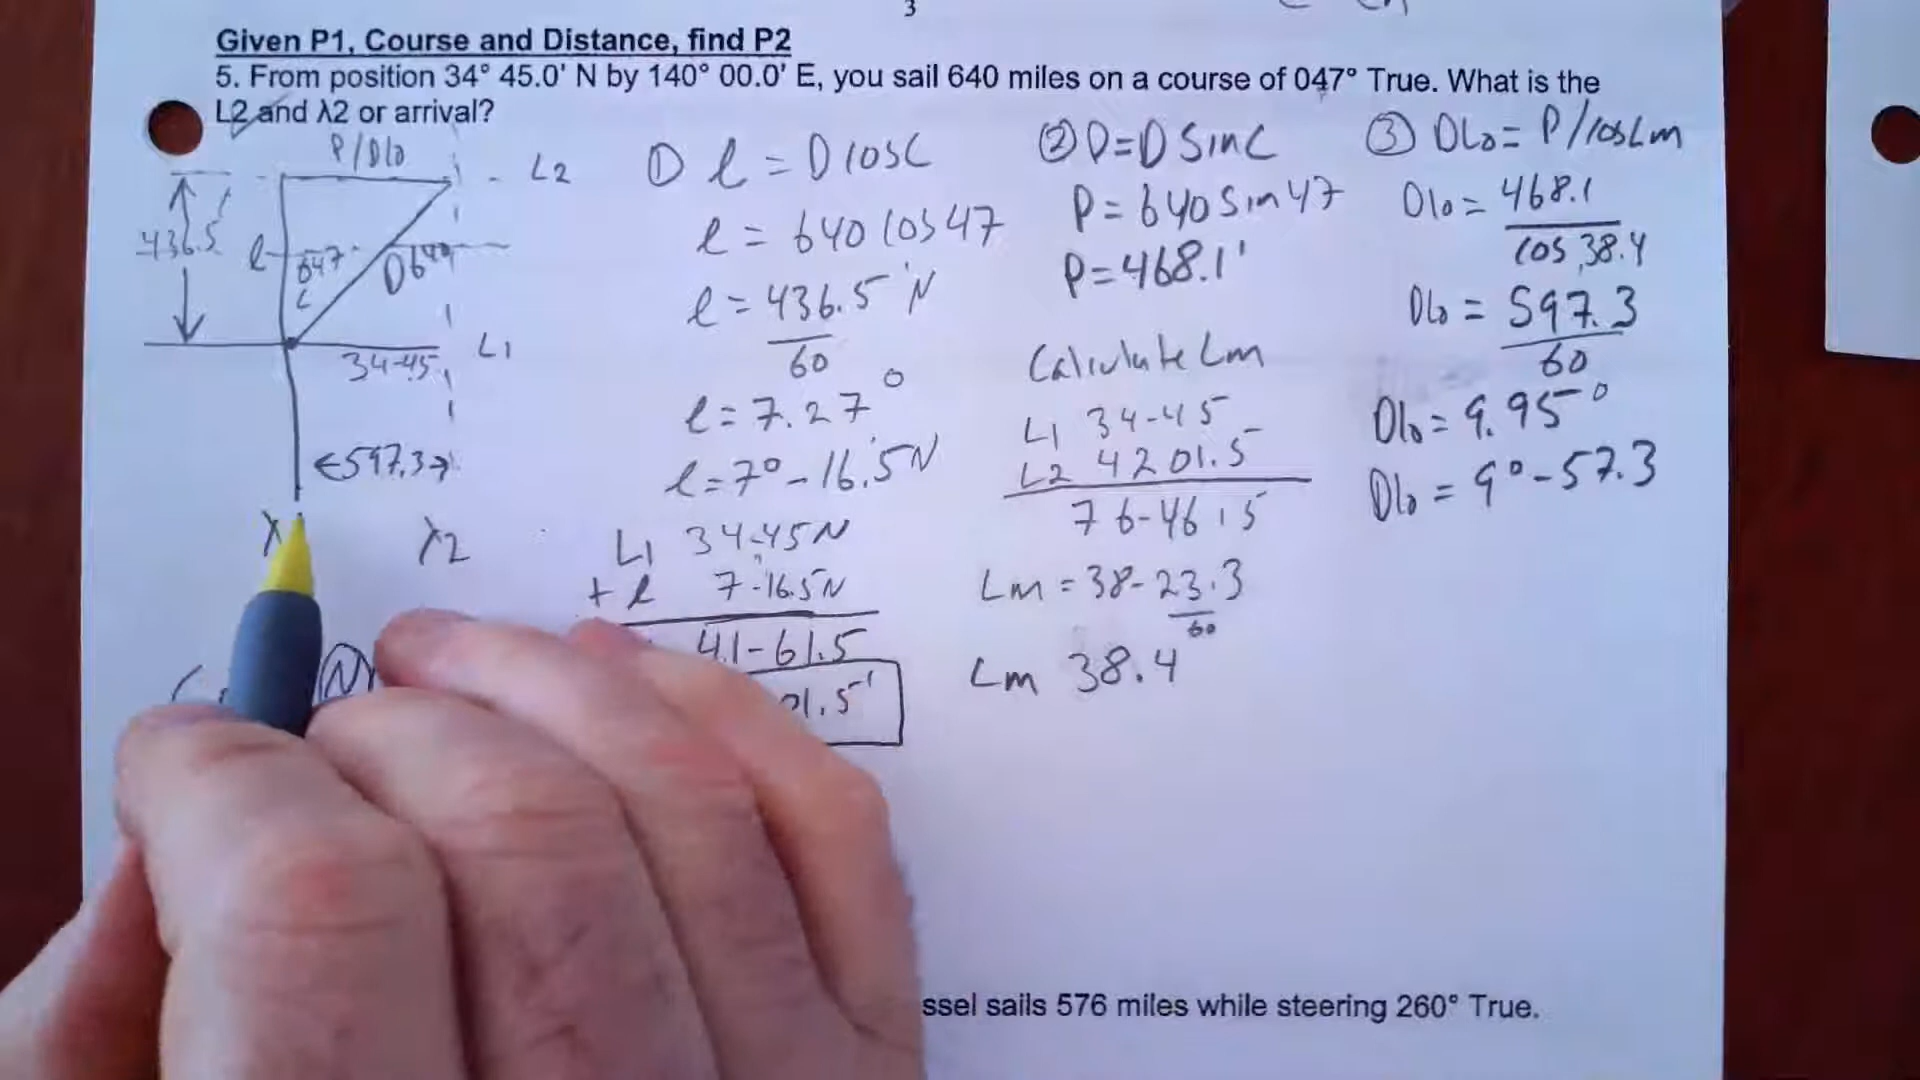 3
Given P1, Course and Distance, find P2
5. From position 34° 45.0' N by 140° 00.0' E, you sail 640 miles on a course of 047° True. What is the
L2 and λ2 or arrival?
P/Dlo
L2
436.5
l
047
C
D640
L1
34-45
←597.3→
λ
λ2
N
① l = D cos C
l = 640 cos 47
l = 436.5' N
60
l = 7.27°
l = 7° - 16.5 N
L1 34-45 N
+ l 7-16.5 N
41-61.5
01.5'
② P = D Sin C
P = 640 Sin 47
P = 468.1'
Calculate Lm
L1 34-45
L2 42 01.5
76-46.5
Lm = 38-23.3
60
Lm 38.4°
③ DLo = P/cos Lm
Dlo = 468.1
cos 38.4
Dlo = 597.3
60
Dlo = 9.95°
Dlo = 9° - 57.3
ssel sails 576 miles while steering 260° True.